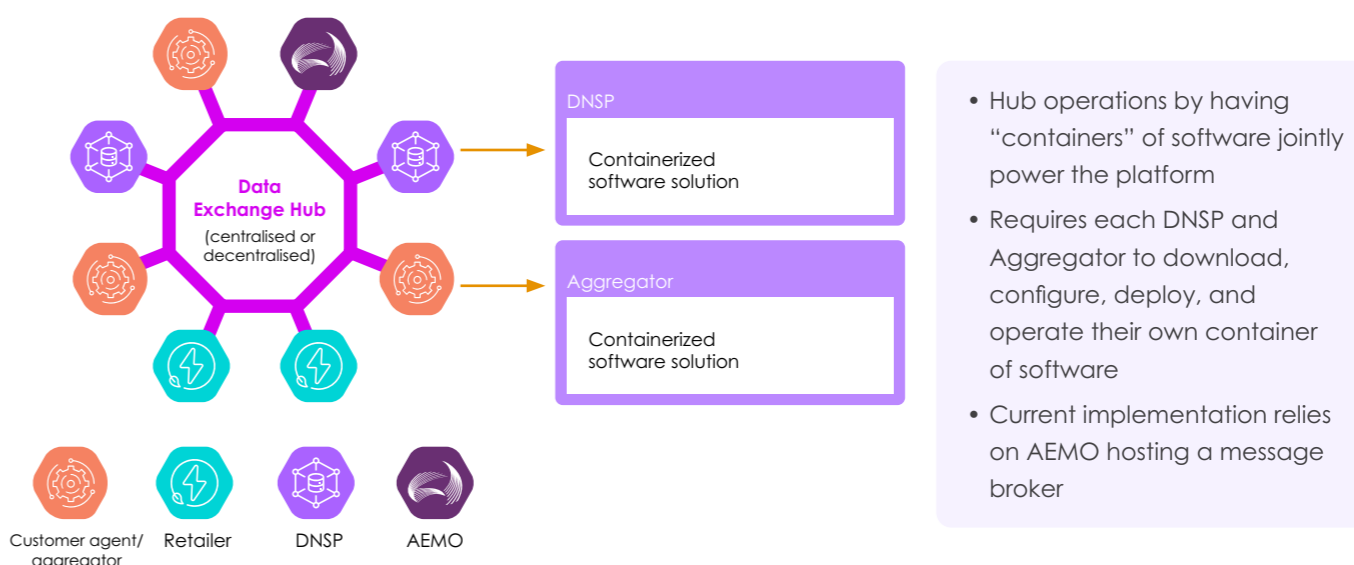 Data
Exchange Hub
(centralised or
decentralised)
DNSP
Containerized
software solution
Aggregator
Containerized
software solution
• Hub operations by having
“containers” of software jointly
power the platform
• Requires each DNSP and
Aggregator to download,
configure, deploy, and
operate their own container
of software
• Current implementation relies
on AEMO hosting a message
broker
Customer agent/
aggregator
Retailer
DNSP
AEMO